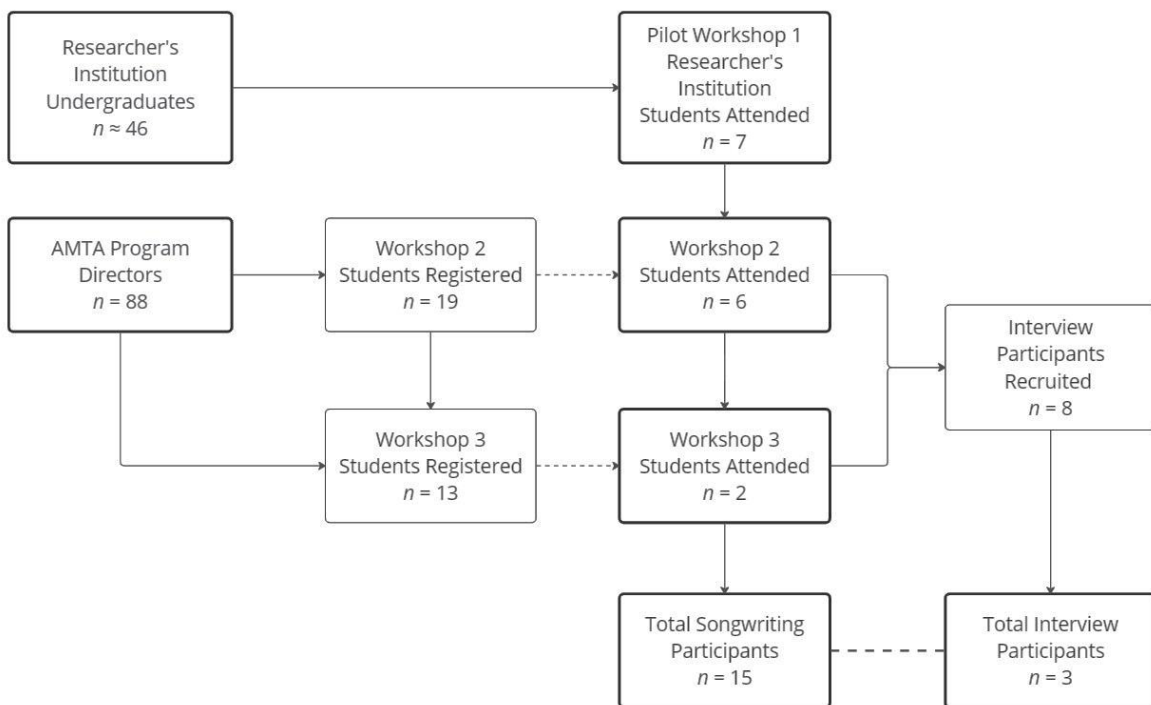 Researcher's
Institution
Undergraduates
n ≈ 46
Pilot Workshop 1
Researcher's
Institution
Students Attended
n = 7
AMTA Program
Directors
n = 88
Workshop 2
Students Registered
n = 19
Workshop 2
Students Attended
n = 6
Interview
Participants
Recruited
n = 8
Workshop 3
Students Registered
n = 13
Workshop 3
Students Attended
n = 2
Total Songwriting
Participants
n = 15
Total Interview
Participants
n = 3